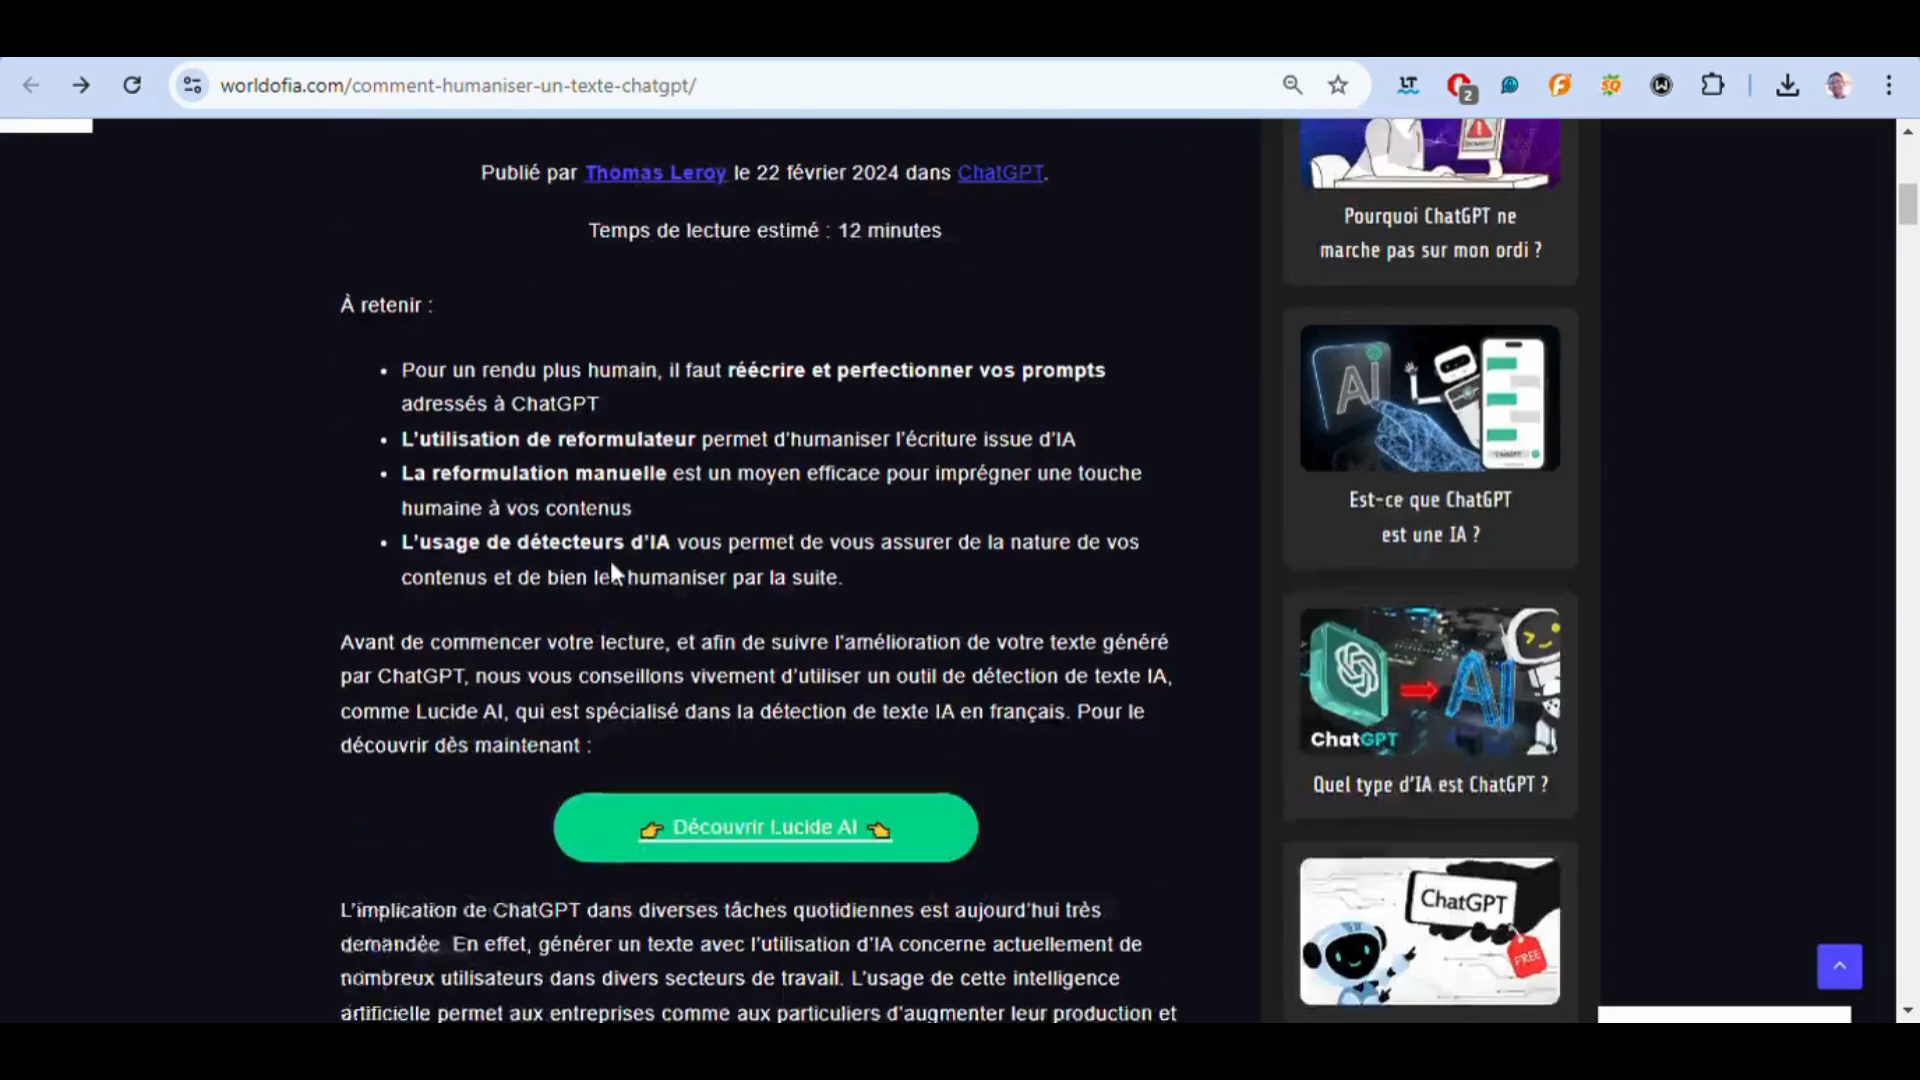 worldofia.com/comment-humaniser-un-texte-chatgpt/
LT
2
Publié par Thomas Leroy le 22 février 2024 dans ChatGPT.
Temps de lecture estimé : 12 minutes
À retenir :
• Pour un rendu plus humain, il faut réécrire et perfectionner vos prompts
adressés à ChatGPT
• L’utilisation de reformulateur permet d’humaniser l’écriture issue d’IA
• La reformulation manuelle est un moyen efficace pour imprégner une touche
humaine à vos contenus
• L’usage de détecteurs d’IA vous permet de vous assurer de la nature de vos
contenus et de bien les humaniser par la suite.
Avant de commencer votre lecture, et afin de suivre l’amélioration de votre texte généré
par ChatGPT, nous vous conseillons vivement d’utiliser un outil de détection de texte IA,
comme Lucide AI, qui est spécialisé dans la détection de texte IA en français. Pour le
découvrir dès maintenant :
👉 Découvrir Lucide AI 👈
L’implication de ChatGPT dans diverses tâches quotidiennes est aujourd’hui très
demandée. En effet, générer un texte avec l’utilisation d’IA concerne actuellement de
nombreux utilisateurs dans divers secteurs de travail. L’usage de cette intelligence
artificielle permet aux entreprises comme aux particuliers d’augmenter leur production et
Pourquoi ChatGPT ne
marche pas sur mon ordi ?
AI
Est-ce que ChatGPT
est une IA ?
AI
ChatGPT
Quel type d’IA est ChatGPT ?
ChatGPT
FREE